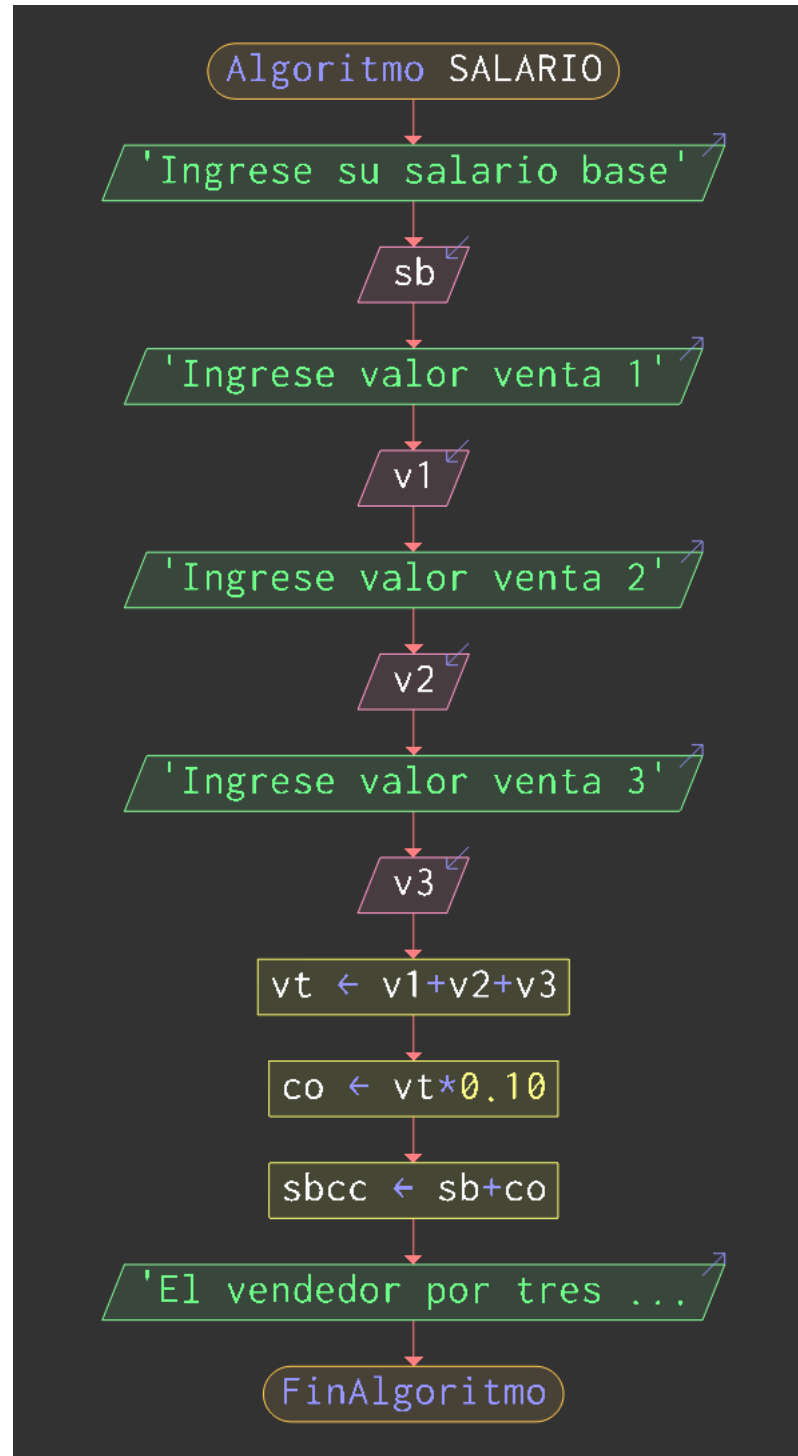 Algoritmo SALARIO
'Ingrese su salario base'
sb
'Ingrese valor venta 1'
v1
'Ingrese valor venta 2'
v2
'Ingrese valor venta 3'
v3
vt ← v1+v2+v3
co ← vt*0.10
sbcc ← sb+co
'El vendedor por tres ...
FinAlgoritmo